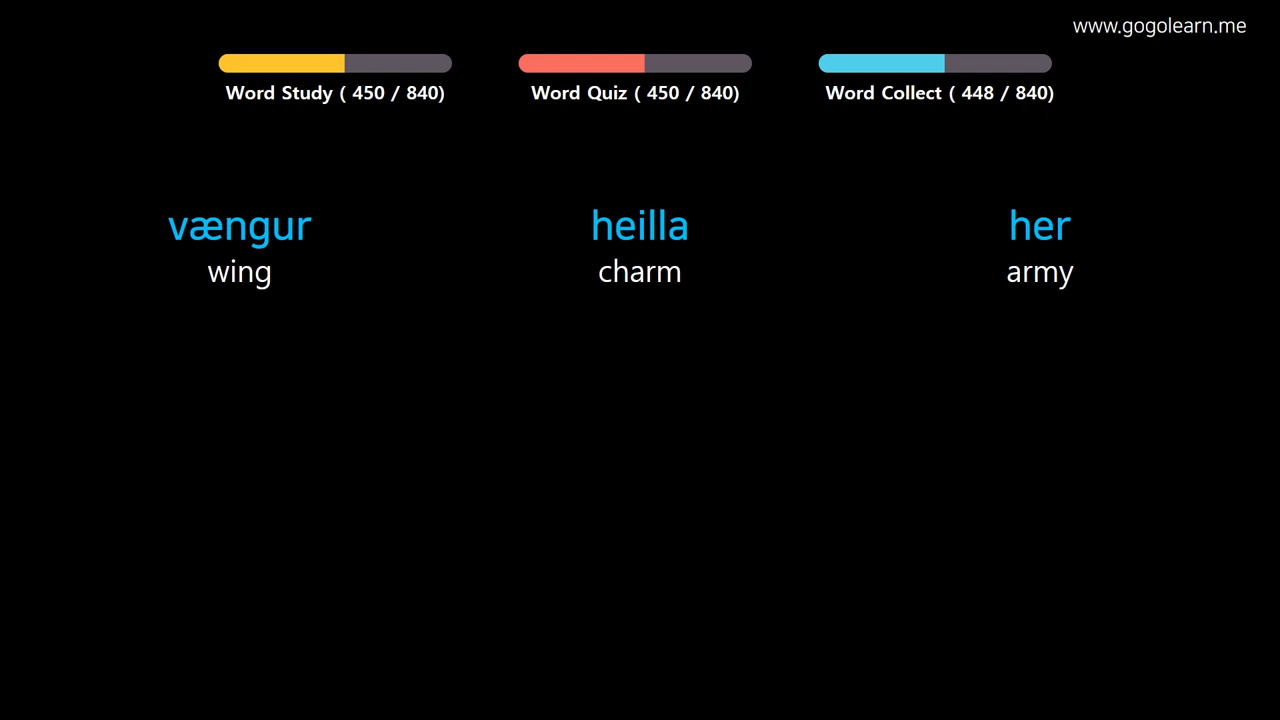 www.gogolearn.me
Word Study ( 450 / 840)
Word Quiz ( 450 / 840)
Word Collect ( 448 / 840)
vængur
wing
heilla
charm
her
army